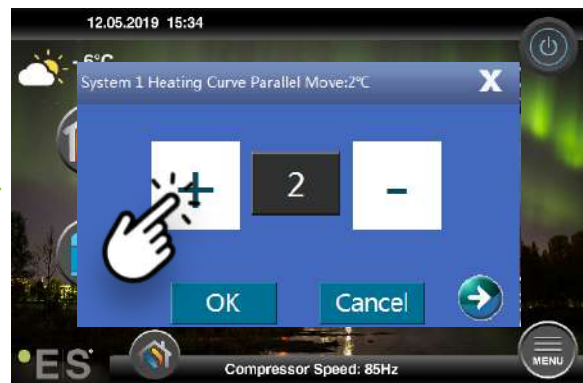 12.05.2019 15:34
- 6°C
System 1 Heating Curve Parallel Move:2°C X
+ 2 -
OK Cancel
•ES
Compressor Speed: 85Hz
MENU